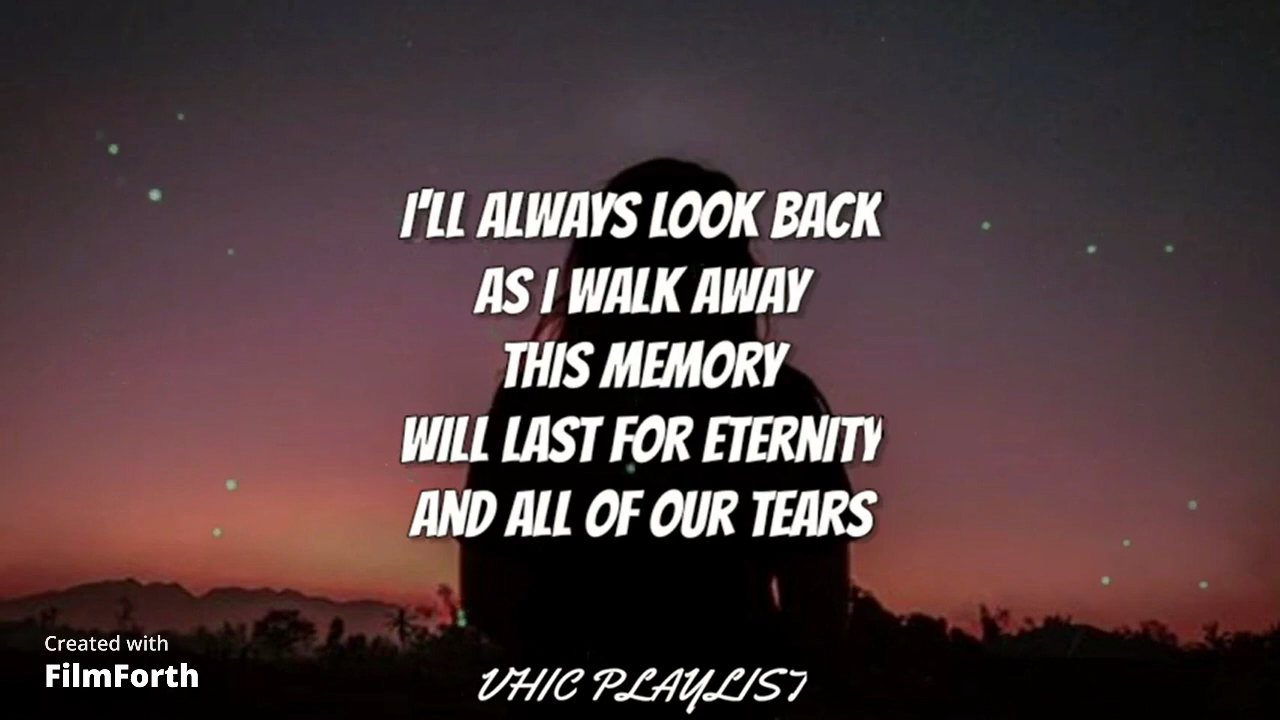 I'LL ALWAYS LOOK BACK
AS I WALK AWAY
THIS MEMORY
WILL LAST FOR ETERNITY
AND ALL OF OUR TEARS
Created with
FilmForth
VHIC PLAYLIST